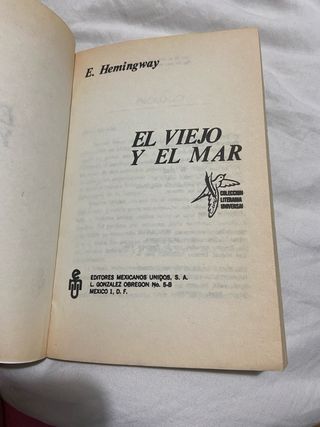 E. Hemingway
EL VIEJO
Y EL MAR
COLECCION
LITERARIA
UNIVERSAL
EDITORES MEXICANOS UNIDOS, S. A.
L. GONZALEZ OBREGON No. 5-B
MEXICO 1, D. F.